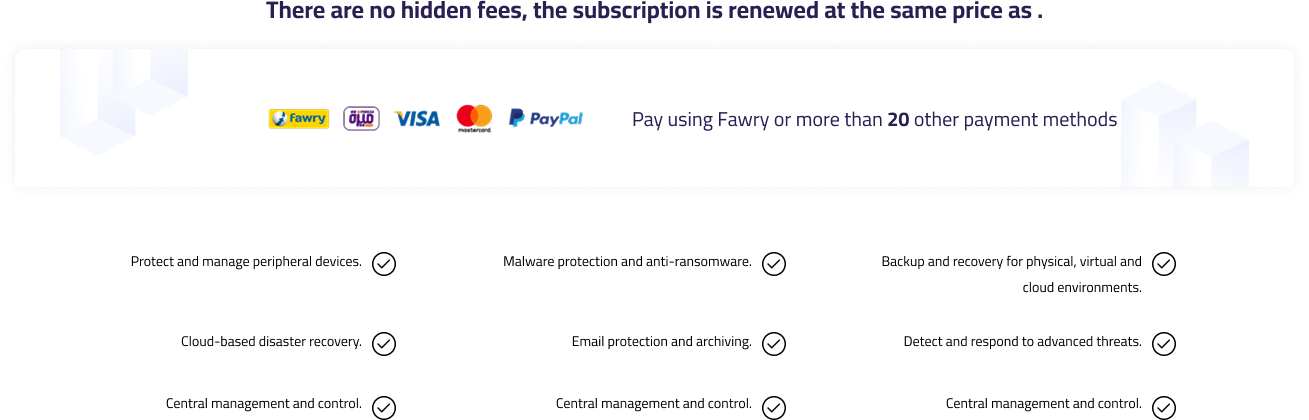 There are no hidden fees, the subscription is renewed at the same price as .
fawry VISA mastercard. PayPal
Pay using Fawry or more than 20 other payment methods
Protect and manage peripheral devices.
Malware protection and anti-ransomware.
Backup and recovery for physical, virtual and
cloud environments.
Cloud-based disaster recovery.
Email protection and archiving.
Detect and respond to advanced threats.
Central management and control.
Central management and control.
Central management and control.